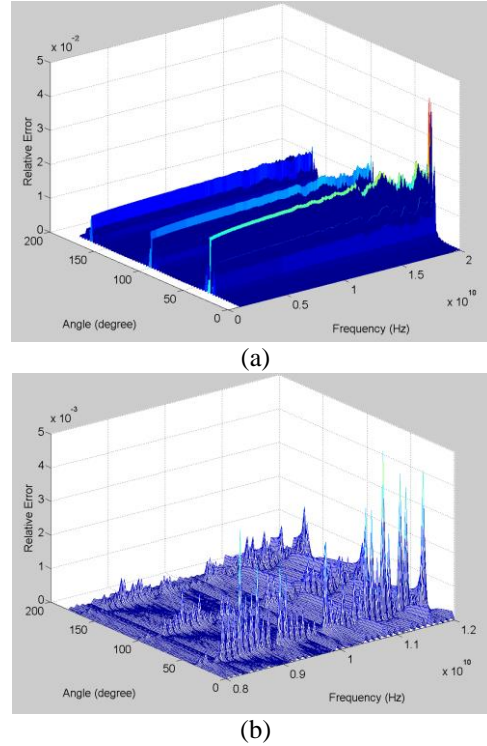 x 10^-2
5
4
3
2
1
0
Relative Error
200
150
100
50
0
Angle (degree)
0
0.5
1
1.5
2
x 10^10
Frequency (Hz)
(a)
x 10^-3
5
4
3
2
1
0
Relative Error
200
150
100
50
0
Angle (degree)
0.8
0.9
1
1.1
1.2
x 10^10
Frequency (Hz)
(b)